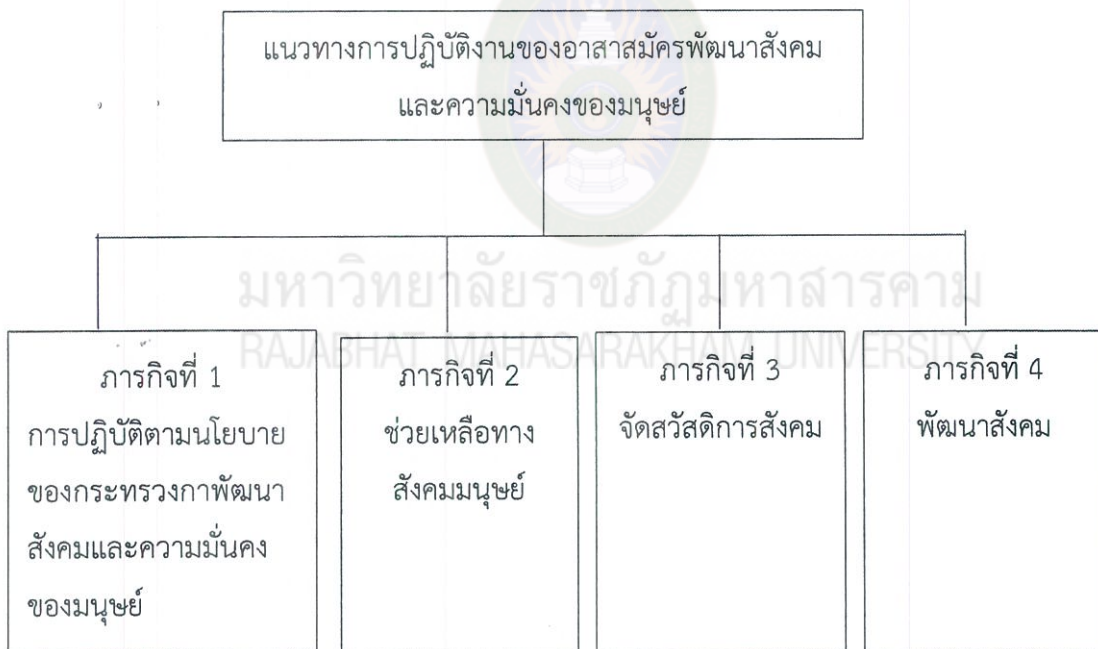 แนวทางการปฏิบัติงานของอาสาสมัครพัฒนาสังคม
และความมั่นคงของมนุษย์
มหาวิทยาลัยราชภัฏมหาสารคาม
RAJABHAT MAHASARAKHAM UNIVERSITY
ภารกิจที่ 1
การปฏิบัติตามนโยบาย
ของกระทรวงกาพัฒนา
สังคมและความมั่นคง
ของมนุษย์
ภารกิจที่ 2
ช่วยเหลือทาง
สังคมมนุษย์
ภารกิจที่ 3
จัดสวัสดิการสังคม
ภารกิจที่ 4
พัฒนาสังคม